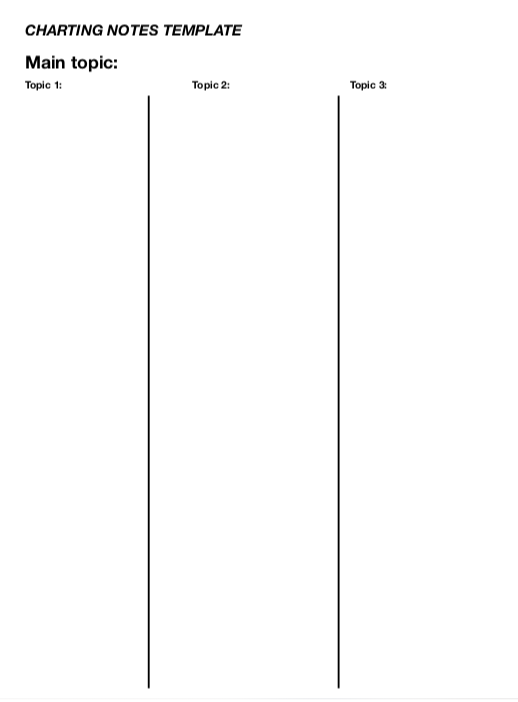 CHARTING NOTES TEMPLATE
Main topic:
Topic 1: Topic 2: Topic 3: